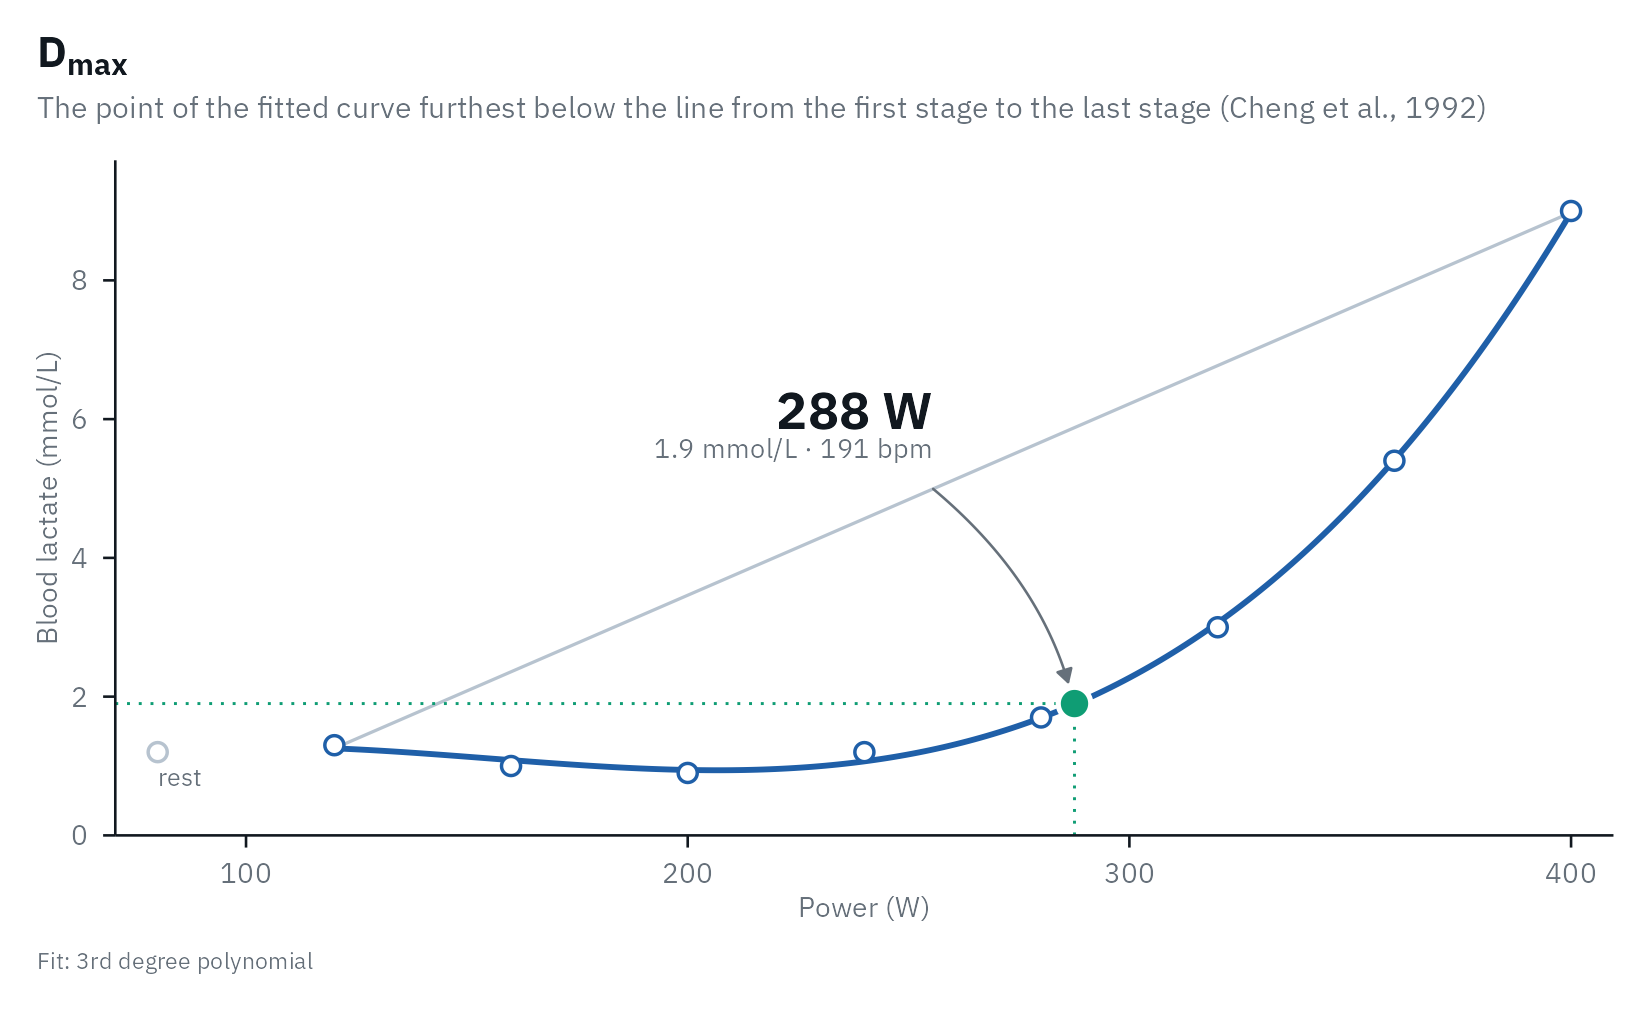 Dmax
The point of the fitted curve furthest below the line from the first stage to the last stage (Cheng et al., 1992)
Blood lactate (mmol/L)
8
6
4
2
0
288 W
1.9 mmol/L · 191 bpm
rest
100 200 300 400
Power (W)
Fit: 3rd degree polynomial